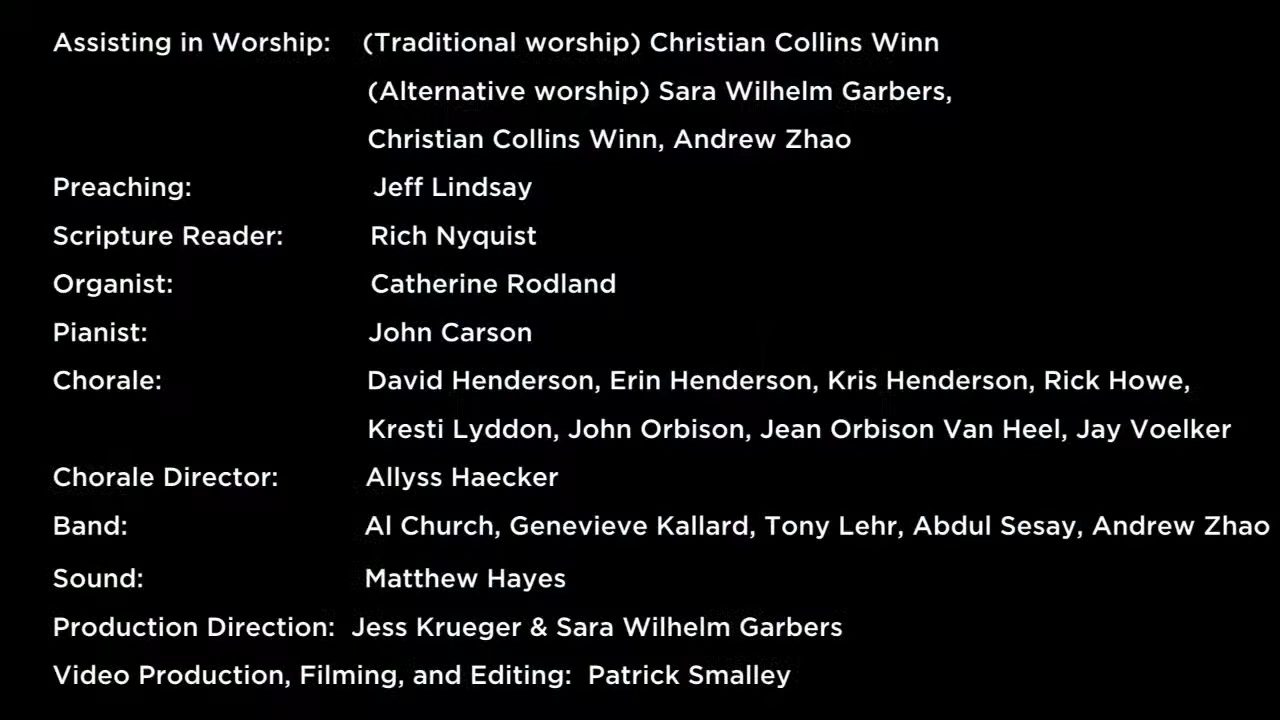 Assisting in Worship: (Traditional worship) Christian Collins Winn
(Alternative worship) Sara Wilhelm Garbers,
Christian Collins Winn, Andrew Zhao
Preaching: Jeff Lindsay
Scripture Reader: Rich Nyquist
Organist: Catherine Rodland
Pianist: John Carson
Chorale: David Henderson, Erin Henderson, Kris Henderson, Rick Howe,
Kresti Lyddon, John Orbison, Jean Orbison Van Heel, Jay Voelker
Chorale Director: Allyss Haecker
Band: Al Church, Genevieve Kallard, Tony Lehr, Abdul Sesay, Andrew Zhao
Sound: Matthew Hayes
Production Direction: Jess Krueger & Sara Wilhelm Garbers
Video Production, Filming, and Editing: Patrick Smalley